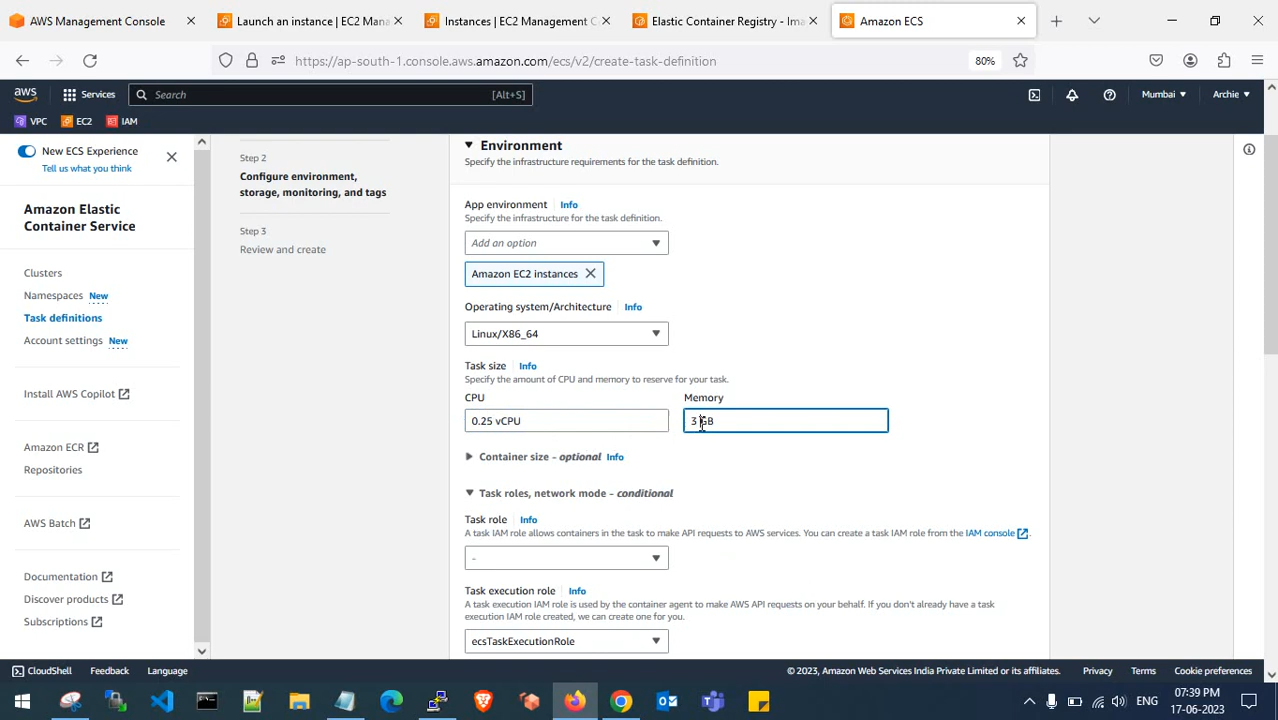 AWS Management Console
Launch an instance | EC2 Mana
Instances | EC2 Management C
Elastic Container Registry - Ima
Amazon ECS
https://ap-south-1.console.aws.amazon.com/ecs/v2/create-task-definition
80%
aws
Services
Search
[Alt+S]
Mumbai
Archie
VPC
EC2
IAM
New ECS Experience
Tell us what you think
Amazon Elastic
Container Service
Clusters
Namespaces New
Task definitions
Account settings New
Install AWS Copilot
Amazon ECR
Repositories
AWS Batch
Documentation
Discover products
Subscriptions
Step 2
Configure environment,
storage, monitoring, and tags
Step 3
Review and create
Environment
Specify the infrastructure requirements for the task definition.
App environment Info
Specify the infrastructure for the task definition.
Add an option
Amazon EC2 instances
Operating system/Architecture Info
Linux/X86_64
Task size Info
Specify the amount of CPU and memory to reserve for your task.
CPU Memory
0.25 vCPU 3 GB
Container size – optional Info
Task roles, network mode – conditional
Task role Info
A task IAM role allows containers in the task to make API requests to AWS services. You can create a task IAM role from the IAM console
-
Task execution role Info
A task execution IAM role is used by the container agent to make AWS API requests on your behalf. If you don't already have a task
execution IAM role created, we can create one for you.
ecsTaskExecutionRole
CloudShell Feedback Language
© 2023, Amazon Web Services India Private Limited or its affiliates. Privacy Terms Cookie preferences
ENG
07:39 PM
17-06-2023